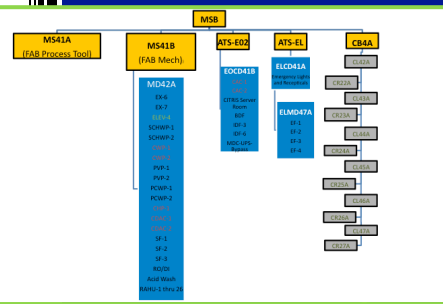 MSB
MS41A
(FAB Process Tool)
MS41B
(FAB Mech)
ATS-E02
ATS-EL
CB4A
MD42A
EX-6
EX-7
ELEV-4
SCHWP-1
SCHWP-2
PVP-1
PVP-2
PCWP-1
PCWP-2
SF-1
SF-2
SF-3
RO/DI
Acid Wash
RAHU-1 thru 26
EOCD41B
CITRIS Server
Room
EDF
IDF-3
IDF-6
MDC-UPS-
Bypass
ELCD41A
Emergency Lights
and Receptacle
ELMD47A
EF-1
EF-2
EF-3
EF-4
CL42A
CR22A
CL43A
CR23A
CL44A
CR24A
CL45A
CR25A
CL46A
CR26A
CL47A
CR27A